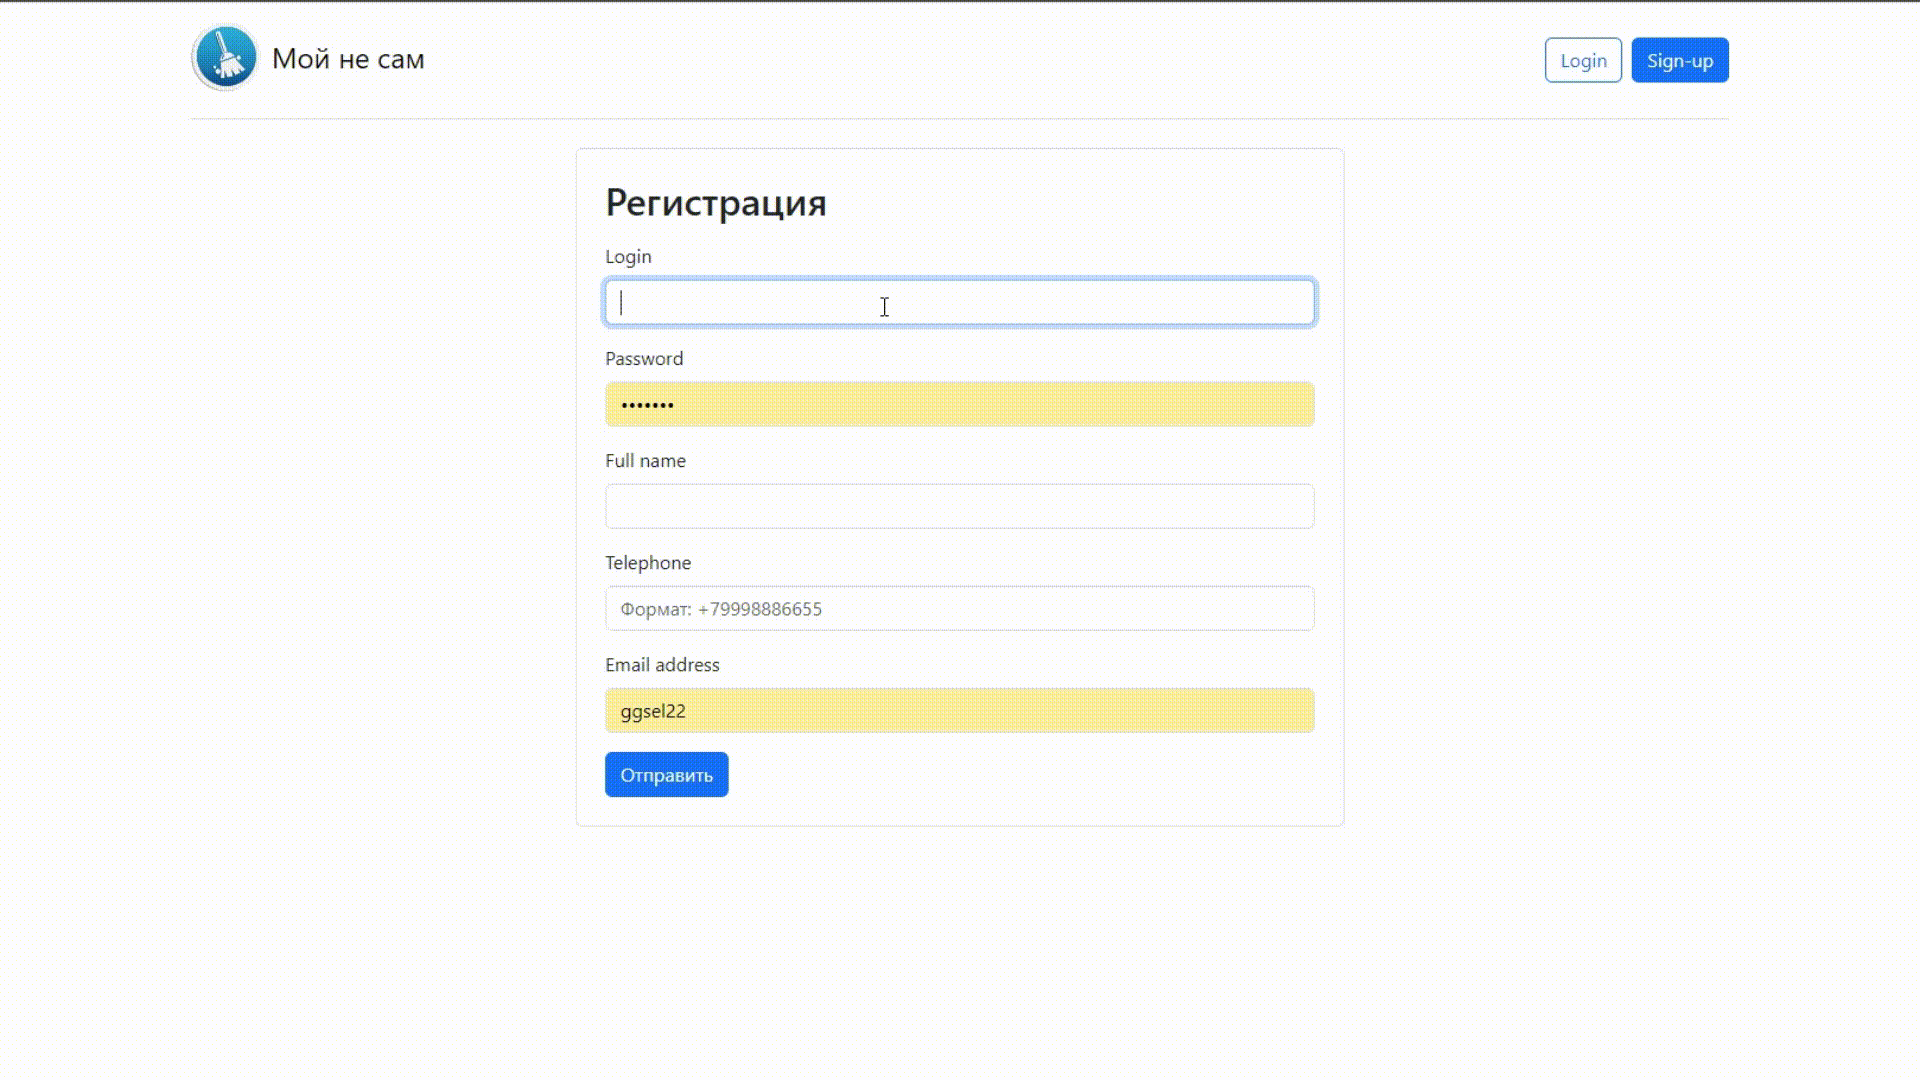 Мой не сам
Login
Sign-up
Регистрация
Login
Password
•••••••
Full name
Telephone
Формат: +79998886655
Email address
ggsel22
Отправить